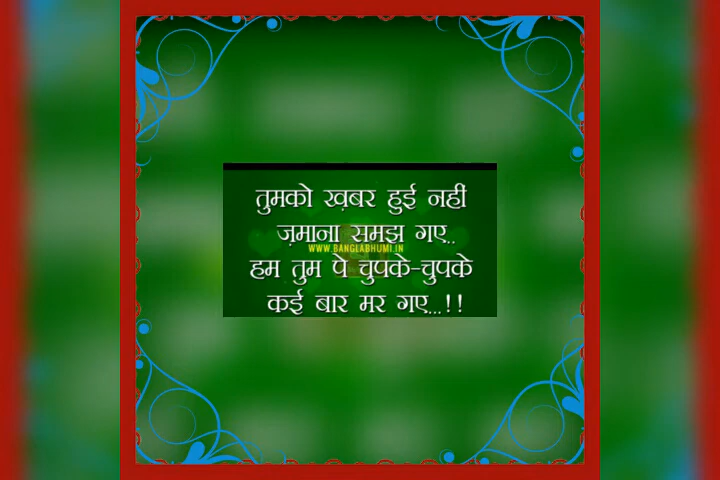 तुमको ख़बर हुई नहीं
ज़माना समझ गए..
WWW.BANGLABHUMI.IN
हम तुम पे चुपके-चुपके
कई बार मर गए...!!